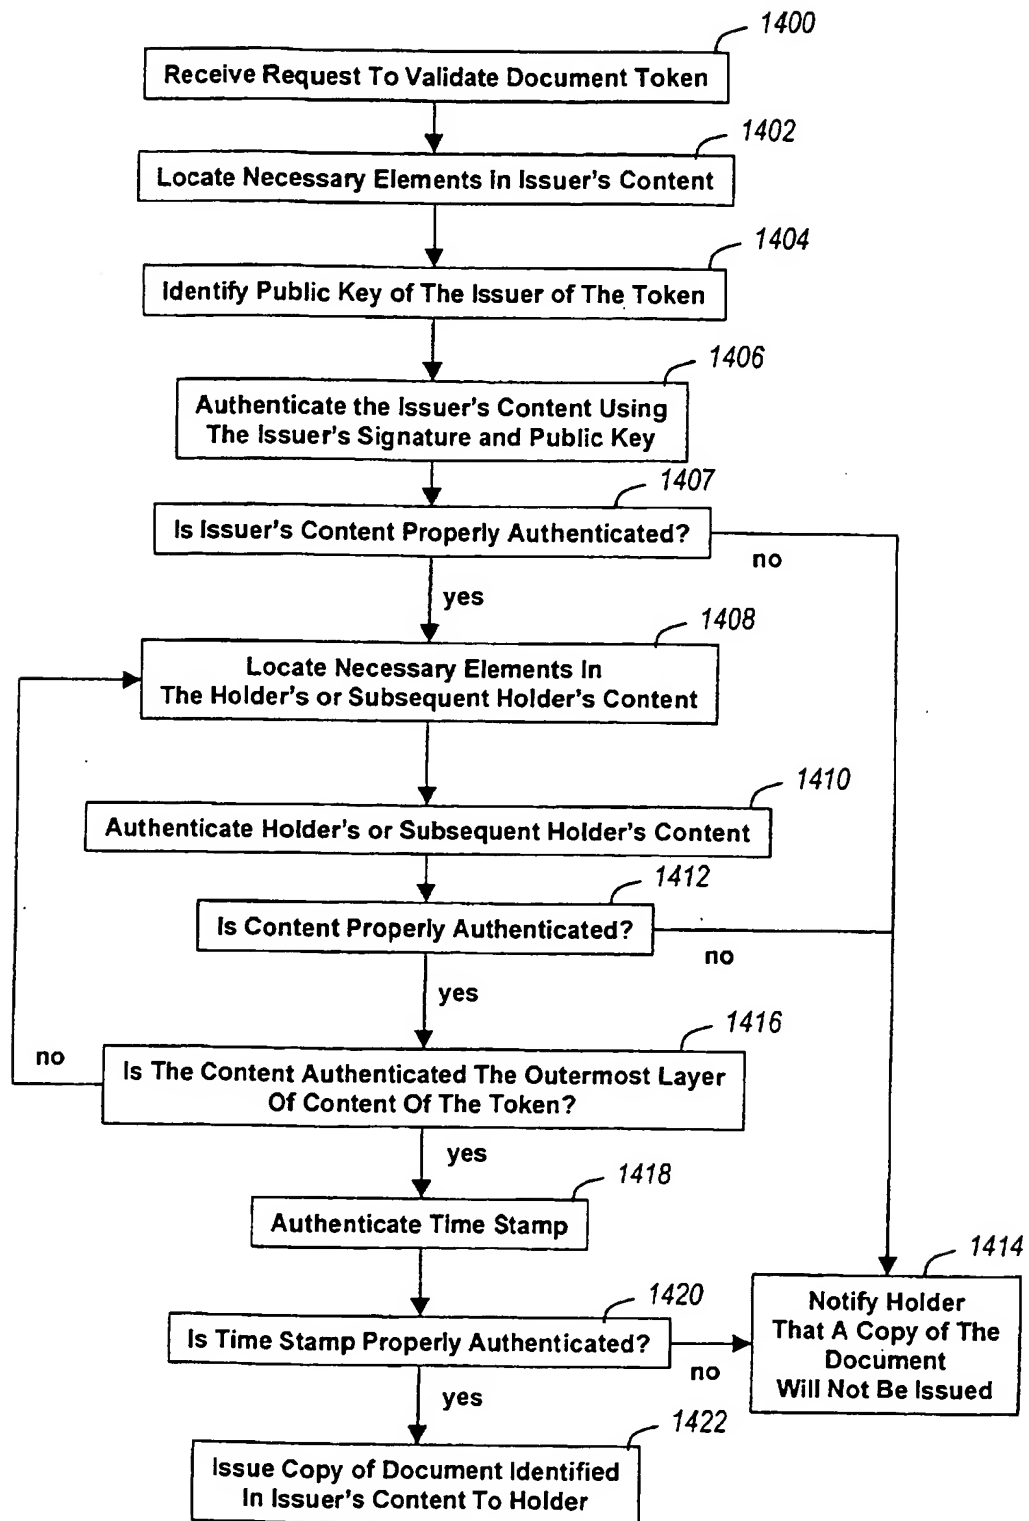 1400
Receive Request To Validate Document Token
1402
Locate Necessary Elements in Issuer's Content
1404
Identify Public Key of The Issuer of The Token
1406
Authenticate the Issuer's Content Using
The Issuer's Signature and Public Key
1407
Is Issuer's Content Properly Authenticated?
no
yes
1408
Locate Necessary Elements In
The Holder's or Subsequent Holder's Content
1410
Authenticate Holder's or Subsequent Holder's Content
1412
Is Content Properly Authenticated?
no
yes
1416
no
Is The Content Authenticated The Outermost Layer
Of Content Of The Token?
yes
1418
Authenticate Time Stamp
1414
Notify Holder
That A Copy of The
Document
Will Not Be Issued
1420
Is Time Stamp Properly Authenticated?
no
yes
1422
Issue Copy of Document Identified
In Issuer's Content To Holder